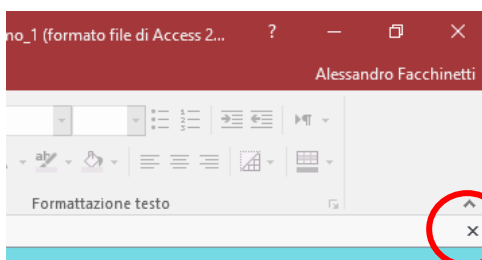 no_1 (formato file di Access 2...
Alessandro Facchinetti
Formattazione testo